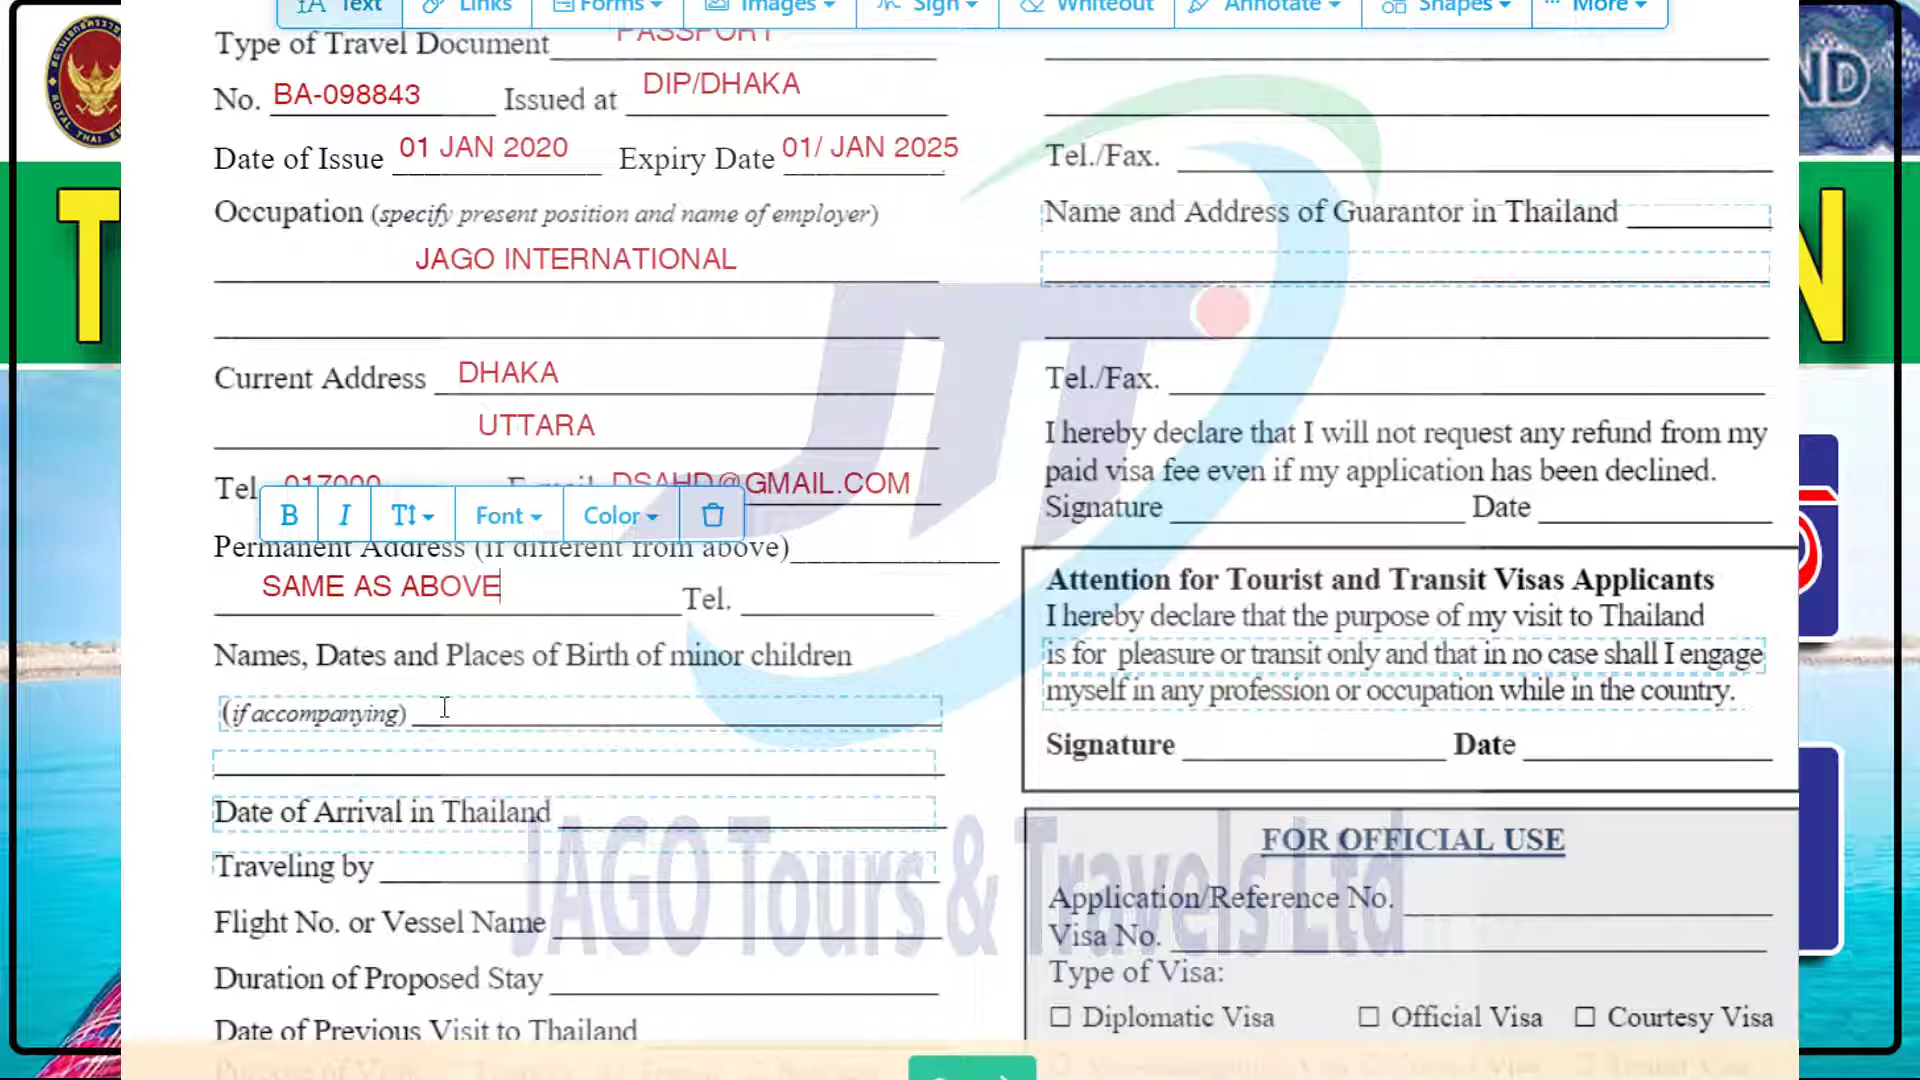 Text Links Forms Images Sign Whiteout Annotate Shapes More
Type of Travel Document PASSPORT
No. BA-098843 Issued at DIP/DHAKA
Date of Issue 01 JAN 2020 Expiry Date 01/ JAN 2025
Occupation (specify present position and name of employer)
JAGO INTERNATIONAL
Current Address DHAKA
UTTARA
Tel 017000 DSAHD@GMAIL.COM
B I Font Color
Permanent Address (if different from above)
SAME AS ABOVE Tel.
Names, Dates and Places of Birth of minor children
(if accompanying)
Date of Arrival in Thailand
Traveling by
Flight No. or Vessel Name
Duration of Proposed Stay
Date of Previous Visit to Thailand
Tel./Fax.
Name and Address of Guarantor in Thailand
Tel./Fax.
I hereby declare that I will not request any refund from my
paid visa fee even if my application has been declined.
Signature Date
Attention for Tourist and Transit Visas Applicants
I hereby declare that the purpose of my visit to Thailand
is for pleasure or transit only and that in no case shall I engage
myself in any profession or occupation while in the country.
Signature Date
FOR OFFICIAL USE
Application/Reference No.
Visa No.
Type of Visa:
Diplomatic Visa Official Visa Courtesy Visa
JTI
JAGO Tours & Travels Ltd
T
N
ND